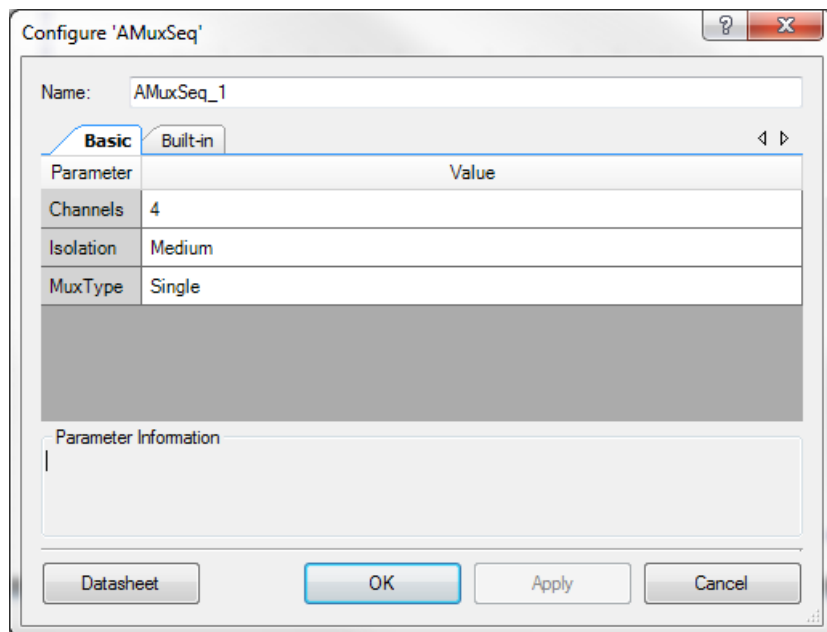 Configure 'AMuxSeq'
Name: AMuxSeq_1
Basic Built-in
Parameter Value
Channels 4
Isolation Medium
MuxType Single
Parameter Information
Datasheet OK Apply Cancel